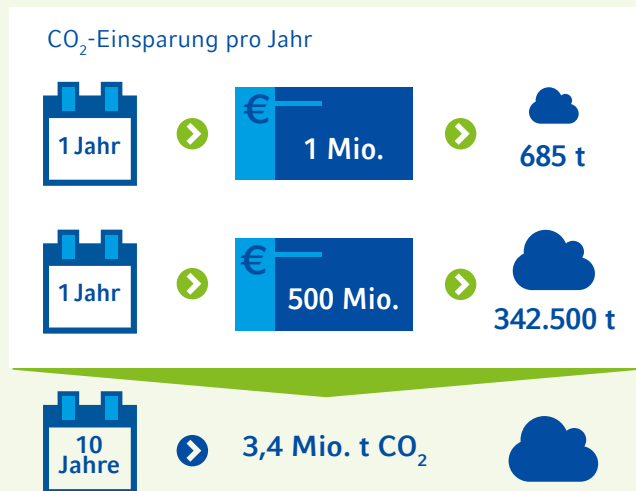 CO₂-Einsparung pro Jahr
1 Jahr
€
1 Mio.
685 t
1 Jahr
€
500 Mio.
342.500 t
10
Jahre
3,4 Mio. t CO₂